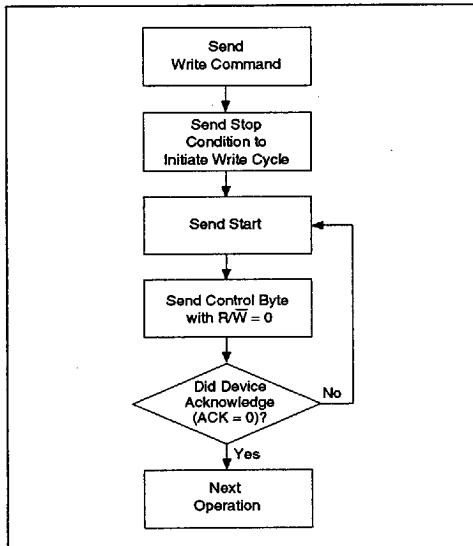 Send
Write Command
Send Stop
Condition to
Initiate Write Cycle
Send Start
Send Control Byte
with R/W̅ = 0
Did Device
Acknowledge
(ACK = 0)?
No
Yes
Next
Operation